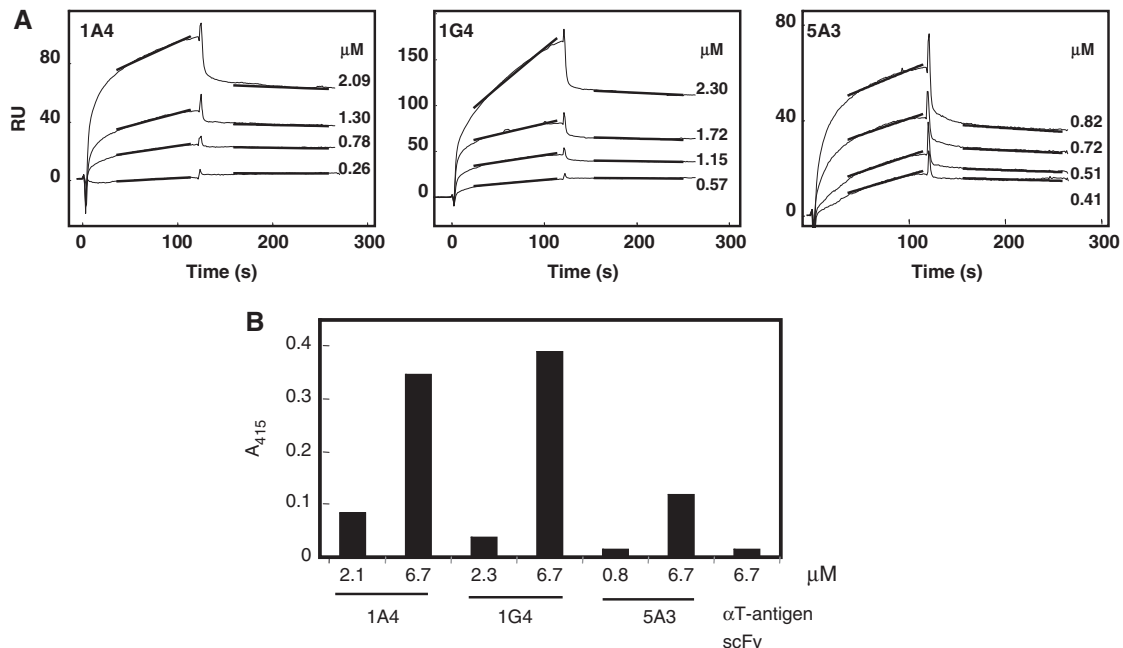 A
1A4
μM
80
2.09
RU
40
1.30
0.78
0
0.26
0 100 200 300
Time (s)
1G4
μM
150
2.30
100
1.72
50
1.15
0
0.57
0 100 200 300
Time (s)
5A3
80
μM
0.82
40
0.72
0.51
0
0.41
0 100 200 300
Time (s)
B
0.4
0.3
A415
0.2
0.1
0
2.1 6.7 2.3 6.7 0.8 6.7 6.7 μM
1A4 1G4 5A3 αT-antigen
scFv